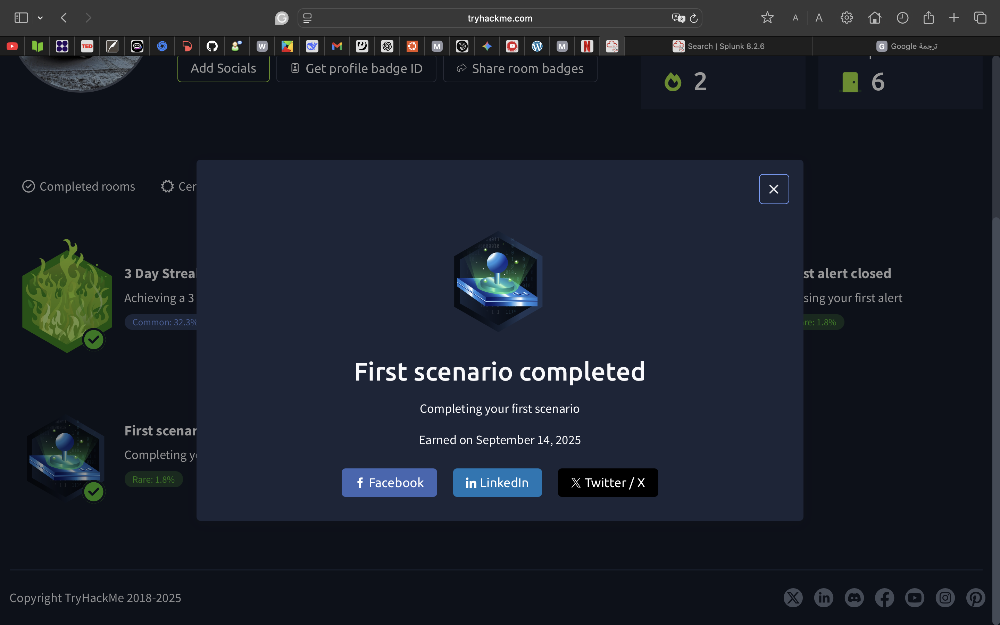 tryhackme.com
A A
TED
W
M
M
N
Search | Splunk 8.2.6
G
ترجمة Google
Add Socials
Get profile badge ID
Share room badges
2
6
Completed rooms
Cer
3 Day Strea
Achieving a 3
Common: 32.3%
st alert closed
sing your first alert
re: 1.8%
First scenario completed
Completing your first scenario
Earned on September 14, 2025
Facebook
LinkedIn
Twitter / X
First scenar
Completing y
Rare: 1.8%
Copyright TryHackMe 2018-2025